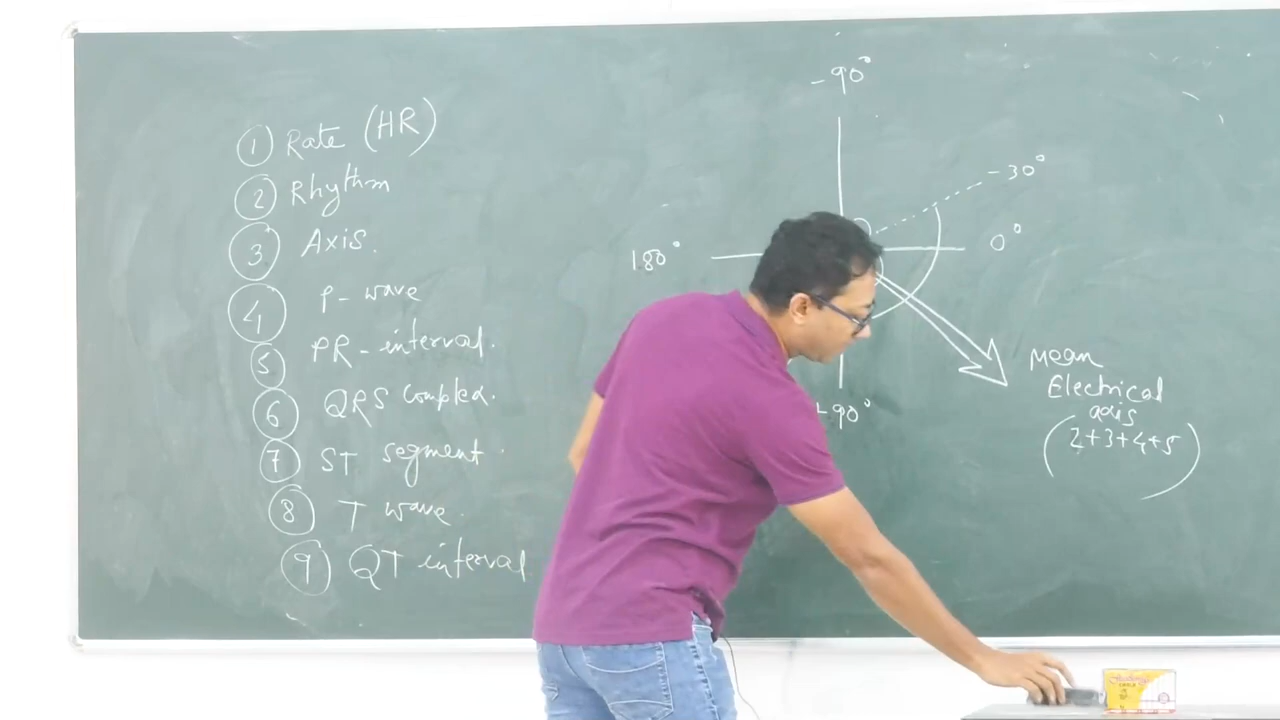 1 Rate (HR)
2 Rhythm
3 Axis.
4 P-wave
5 PR-interval.
6 QRS Complex.
7 ST segment
8 T wave.
9 QT interval
-90°
-30°
0°
180°
+90°
Mean
Electrical
axis
(2+3+4+5)